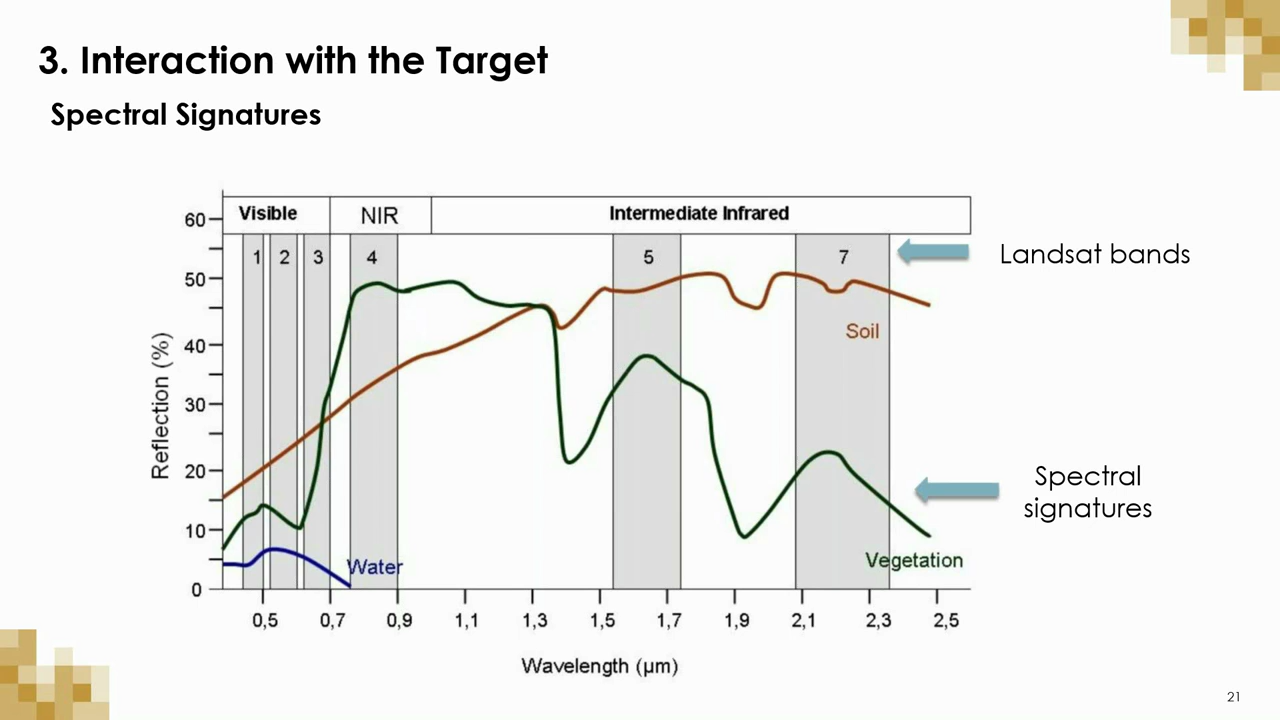 3. Interaction with the Target
Spectral Signatures
Visible
NIR
Intermediate Infrared
1
2
3
4
5
7
Landsat bands
60
50
40
30
20
10
0
Reflection (%)
Soil
Spectral
signatures
Water
Vegetation
0,5
0,7
0,9
1,1
1,3
1,5
1,7
1,9
2,1
2,3
2,5
Wavelength (µm)
21